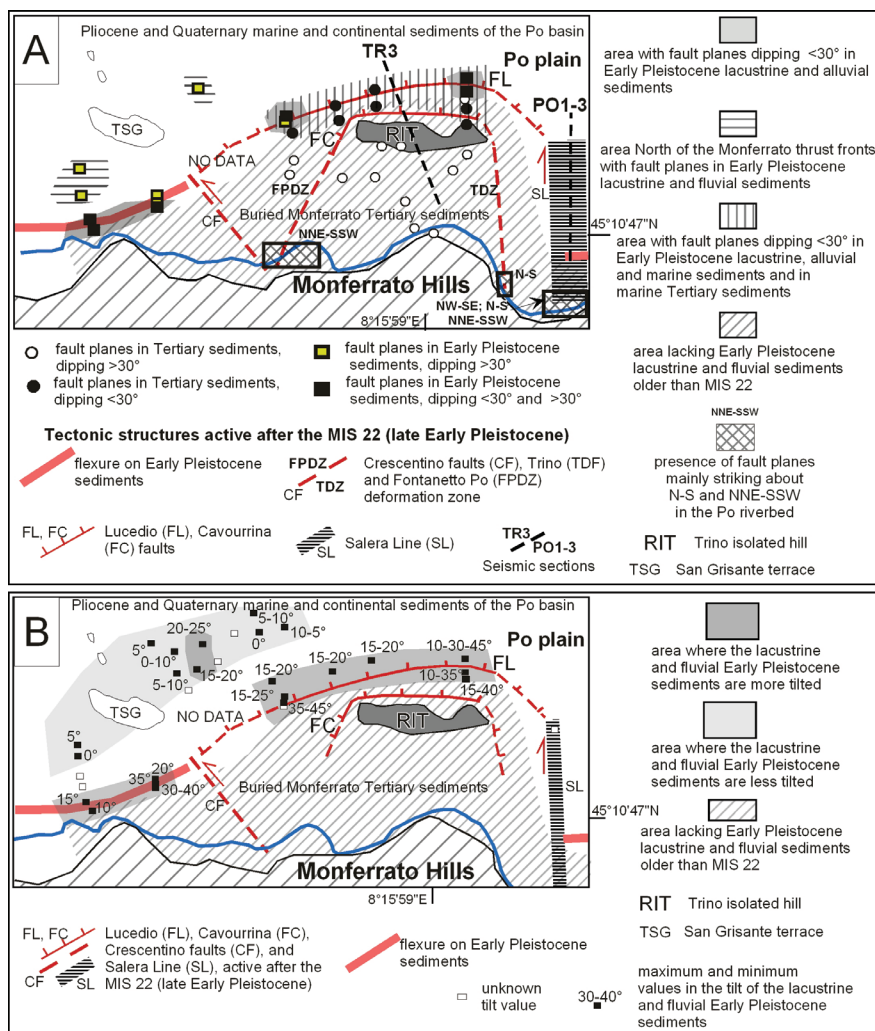 A
Pliocene and Quaternary marine and continental sediments of the Po basin
TR3
Po plain
FL
PO1-3
TSG
FC
RIT
NO DATA
FPDZ
TDZ
SL
CF
Buried Monferrato Tertiary sediments
NNE-SSW
45°10'47"N
Monferrato Hills
N-S
NW-SE; N-S
NNE-SSW
8°15'59"E
area with fault planes dipping <30° in
Early Pleistocene lacustrine and alluvial
sediments
area North of the Monferrato thrust fronts
with fault planes in Early Pleistocene
lacustrine and fluvial sediments
area with fault planes dipping <30° in
Early Pleistocene lacustrine, alluvial
and marine sediments and in
marine Tertiary sediments
area lacking Early Pleistocene
lacustrine and fluvial sediments
older than MIS 22
NNE-SSW
presence of fault planes
mainly striking about
N-S and NNE-SSW
in the Po riverbed
RIT Trino isolated hill
TSG San Grisante terrace
fault planes in Tertiary sediments,
dipping >30°
fault planes in Tertiary sediments,
dipping <30°
fault planes in Early Pleistocene
sediments, dipping >30°
fault planes in Early Pleistocene
sediments, dipping <30° and >30°
Tectonic structures active after the MIS 22 (late Early Pleistocene)
flexure on Early Pleistocene
sediments
FPDZ
CF TDZ
Crescentino faults (CF), Trino (TDF)
and Fontanetto Po (FPDZ)
deformation zone
FL, FC
Lucedio (FL), Cavourrina
(FC) faults
SL
Salera Line (SL)
TR3
PO1-3
Seismic sections
B
Pliocene and Quaternary marine and continental sediments of the Po basin
5-10°
20-25°
10-5°
Po plain
5°
0°
0-10°
15-20°
5-10°
15-20°
15-20°
15-20°
10-30-45°
FL
10-35°
15-25°
35-45°
15-40°
TSG
NO DATA
FC
RIT
5°
0°
20°
35°
30-40°
15°
10°
CF
Buried Monferrato Tertiary sediments
SL
45°10'47"N
Monferrato Hills
8°15'59"E
area where the lacustrine
and fluvial Early Pleistocene
sediments are more tilted
area where the lacustrine
and fluvial Early Pleistocene
sediments are less tilted
area lacking Early Pleistocene
lacustrine and fluvial sediments
older than MIS 22
RIT Trino isolated hill
TSG San Grisante terrace
FL, FC
CF SL
Lucedio (FL), Cavourrina (FC),
Crescentino faults (CF), and
Salera Line (SL), active after the
MIS 22 (late Early Pleistocene)
flexure on Early Pleistocene
sediments
unknown
tilt value
30-40°
maximum and minimum
values in the tilt of the lacustrine
and fluvial Early Pleistocene
sediments